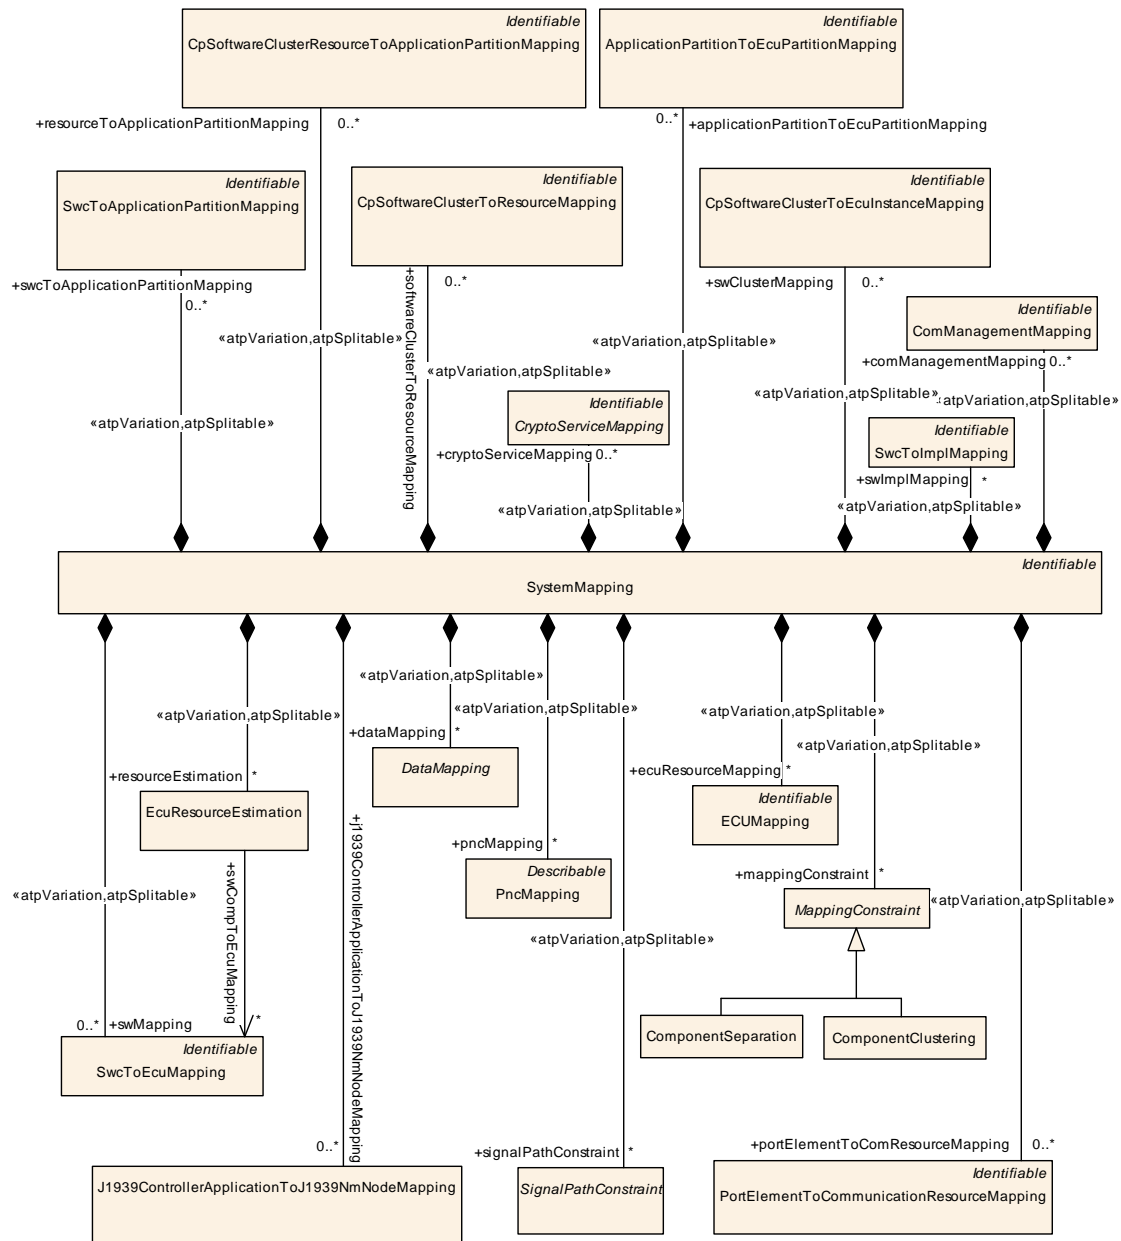 Identifiable
CpSoftwareClusterResourceToApplicationPartitionMapping
Identifiable
ApplicationPartitionToEcuPartitionMapping
+resourceToApplicationPartitionMapping
0..*
0..*
+applicationPartitionToEcuPartitionMapping
Identifiable
SwcToApplicationPartitionMapping
Identifiable
CpSoftwareClusterToResourceMapping
Identifiable
CpSoftwareClusterToEcuInstanceMapping
+swcToApplicationPartitionMapping
0..*
+softwareClusterToResourceMapping
0..*
+swClusterMapping
0..*
Identifiable
ComManagementMapping
+comManagementMapping 0..*
«atpVariation,atpSplitable»
«atpVariation,atpSplitable»
«atpVariation,atpSplitable»
«atpVariation,atpSplitable»
«atpVariation,atpSplitable»
Identifiable
CryptoServiceMapping
«atpVariation,atpSplitable»
Identifiable
SwcToImplMapping
+cryptoServiceMapping 0..*
+swImplMapping
*
«atpVariation,atpSplitable»
«atpVariation,atpSplitable»
Identifiable
SystemMapping
«atpVariation,atpSplitable»
«atpVariation,atpSplitable»
«atpVariation,atpSplitable»
«atpVariation,atpSplitable»
+dataMapping
*
«atpVariation,atpSplitable»
DataMapping
+resourceEstimation
*
+ecuResourceMapping
*
EcuResourceEstimation
Identifiable
ECUMapping
+j1939ControllerApplicationToJ1939NmNodeMapping
+pncMapping
*
Describable
PncMapping
+mappingConstraint
*
MappingConstraint
«atpVariation,atpSplitable»
«atpVariation,atpSplitable»
+swCompToEcuMapping
*
«atpVariation,atpSplitable»
0..*
+swMapping
Identifiable
SwcToEcuMapping
ComponentSeparation
ComponentClustering
0..*
+signalPathConstraint
*
+portElementToComResourceMapping
0..*
J1939ControllerApplicationToJ1939NmNodeMapping
SignalPathConstraint
Identifiable
PortElementToCommunicationResourceMapping